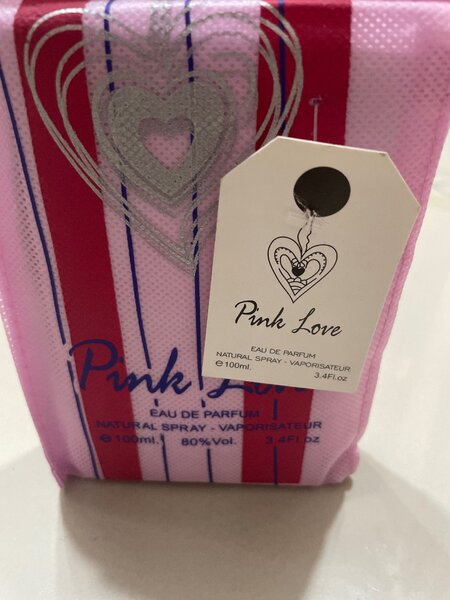 Pink Love
EAU DE PARFUM
NATURAL SPRAY - VAPORISATEUR
℮100ml. 3.4Fl.oz
Pink Love
EAU DE PARFUM
NATURAL SPRAY - VAPORISATEUR
℮100ml. 80%Vol. 3.4Fl.oz